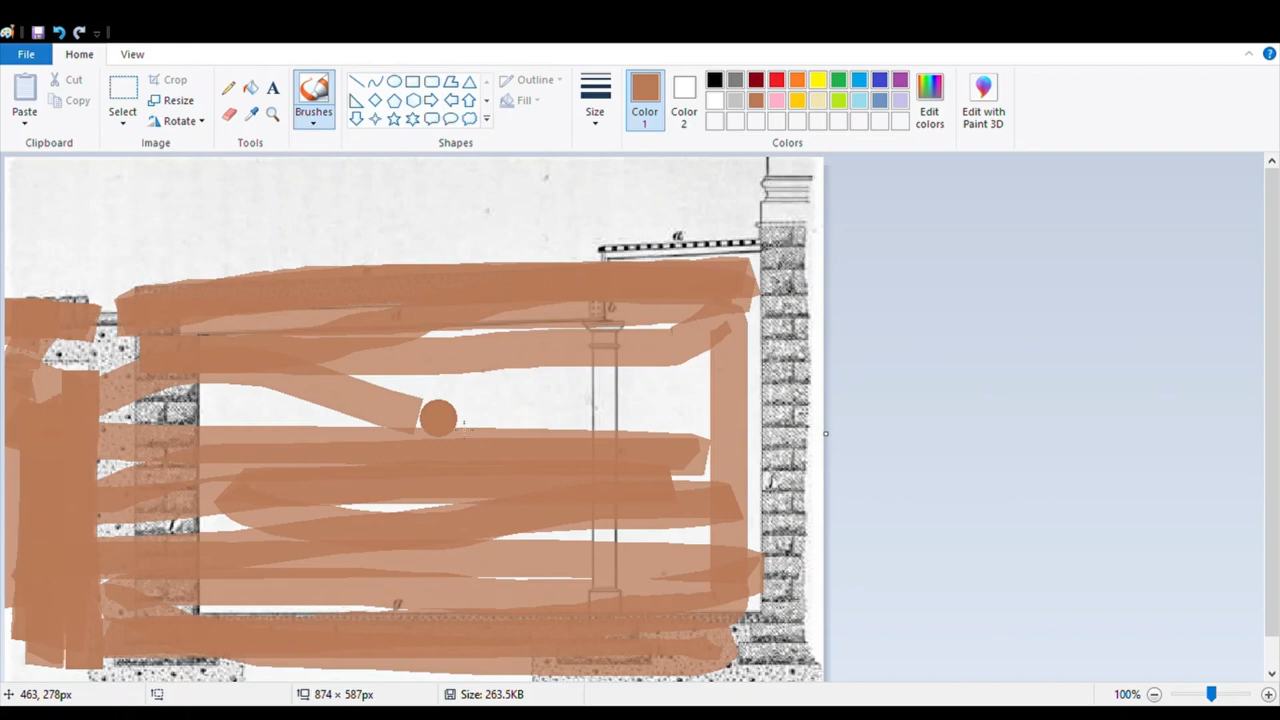 File Home View
Paste Cut Copy Select Crop Resize Rotate Brushes Outline Fill Size Color 1 Color 2 Edit colors Edit with Paint 3D
Clipboard Image Tools Shapes Colors
a
b
a
463, 278px 874 × 587px Size: 263.5KB 100%